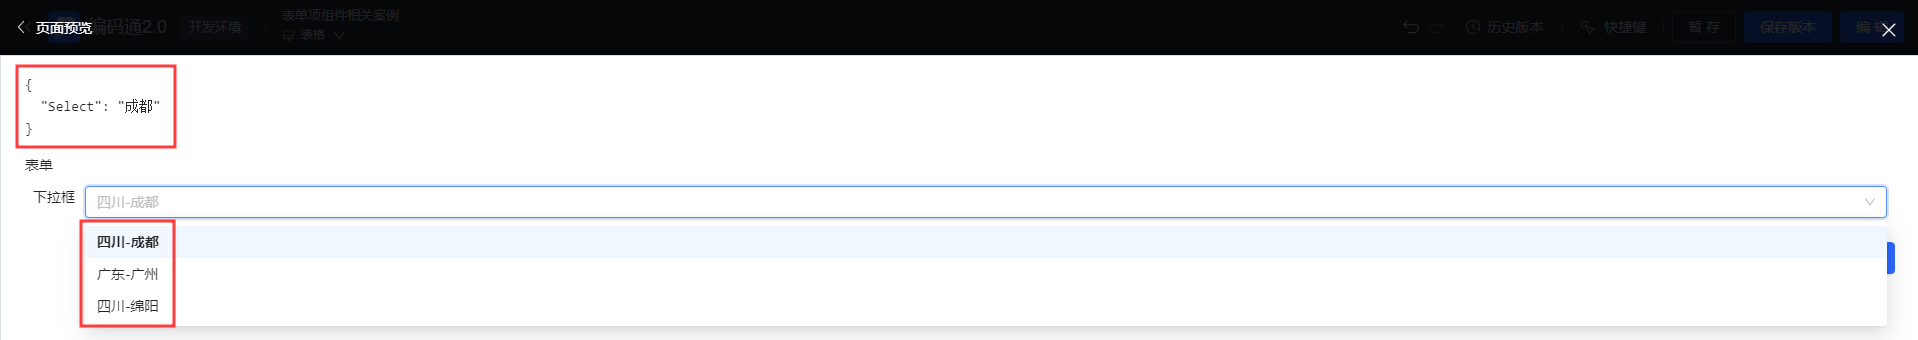 页面预览
编码通2.0
开发环境
表单项组件相关案例
表格
历史版本
快捷键
暂 存
保存版本
编 辑
{
"Select": "成都"
}
表单
下拉框
四川-成都
四川-成都
广东-广州
四川-绵阳